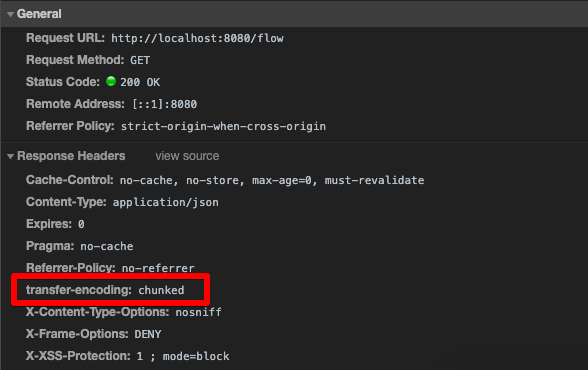 General
Request URL: http://localhost:8080/flow
Request Method: GET
Status Code: 200 OK
Remote Address: [::1]:8080
Referrer Policy: strict-origin-when-cross-origin
Response Headers view source
Cache-Control: no-cache, no-store, max-age=0, must-revalidate
Content-Type: application/json
Expires: 0
Pragma: no-cache
Referrer-Policy: no-referrer
transfer-encoding: chunked
X-Content-Type-Options: nosniff
X-Frame-Options: DENY
X-XSS-Protection: 1 ; mode=block